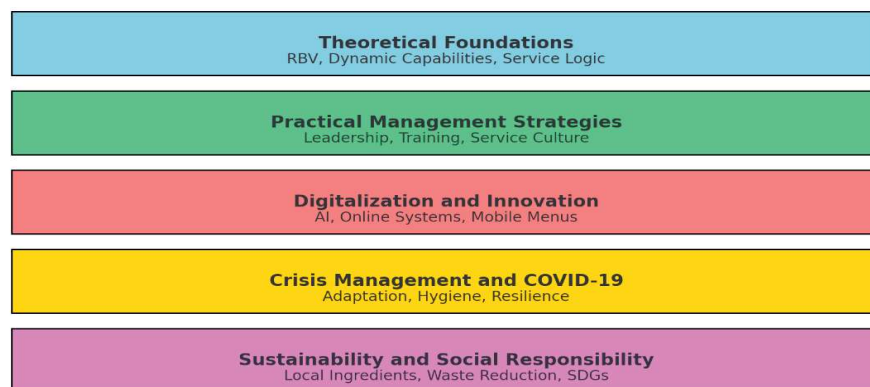 Theoretical Foundations
RBV, Dynamic Capabilities, Service Logic
Practical Management Strategies
Leadership, Training, Service Culture
Digitalization and Innovation
AI, Online Systems, Mobile Menus
Crisis Management and COVID-19
Adaptation, Hygiene, Resilience
Sustainability and Social Responsibility
Local Ingredients, Waste Reduction, SDGs